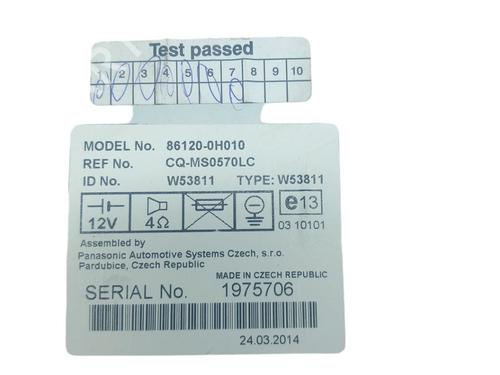 Test passed
1 2 3 4 5 6 7 8 9 10
MODEL No. 86120-0H010
REF No. CQ-MS0570LC
ID No. W53811 TYPE: W53811
12V 4Ω e13
03 10101
Assembled by
Panasonic Automotive Systems Czech, s.r.o.
Pardubice, Czech Republic
MADE IN CZECH REPUBLIC
SERIAL No. 1975706
24.03.2014